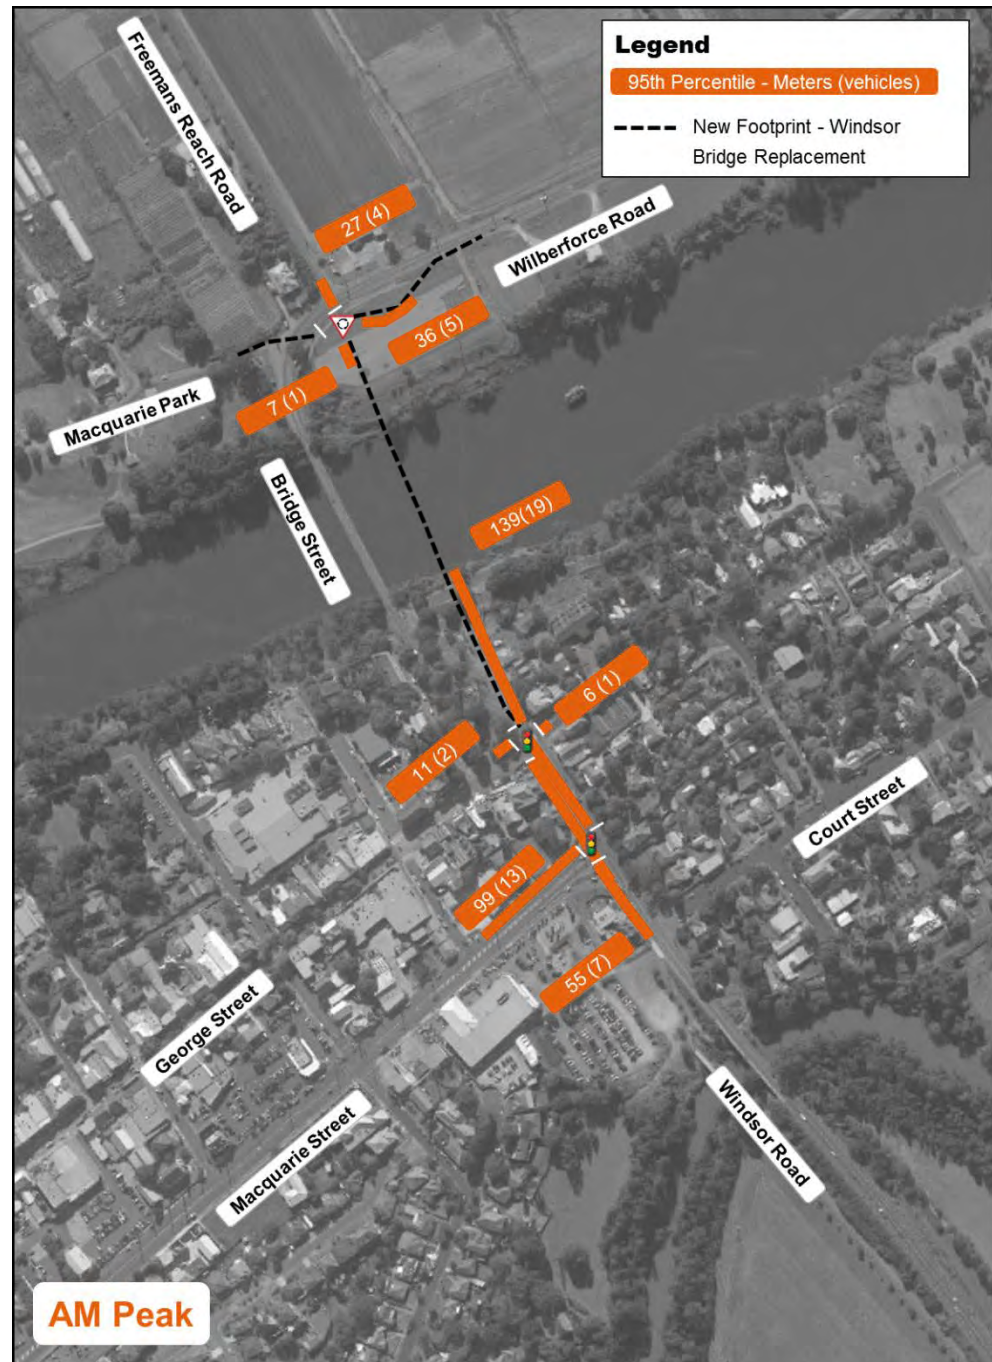 Legend
95th Percentile - Meters (vehicles)
New Footprint - Windsor
Bridge Replacement
Freemans Reach Road
27 (4)
Wilberforce Road
36 (5)
7 (1)
Macquarie Park
Bridge Street
139(19)
6 (1)
11 (2)
Court Street
99 (13)
55 (7)
George Street
Macquarie Street
Windsor Road
AM Peak